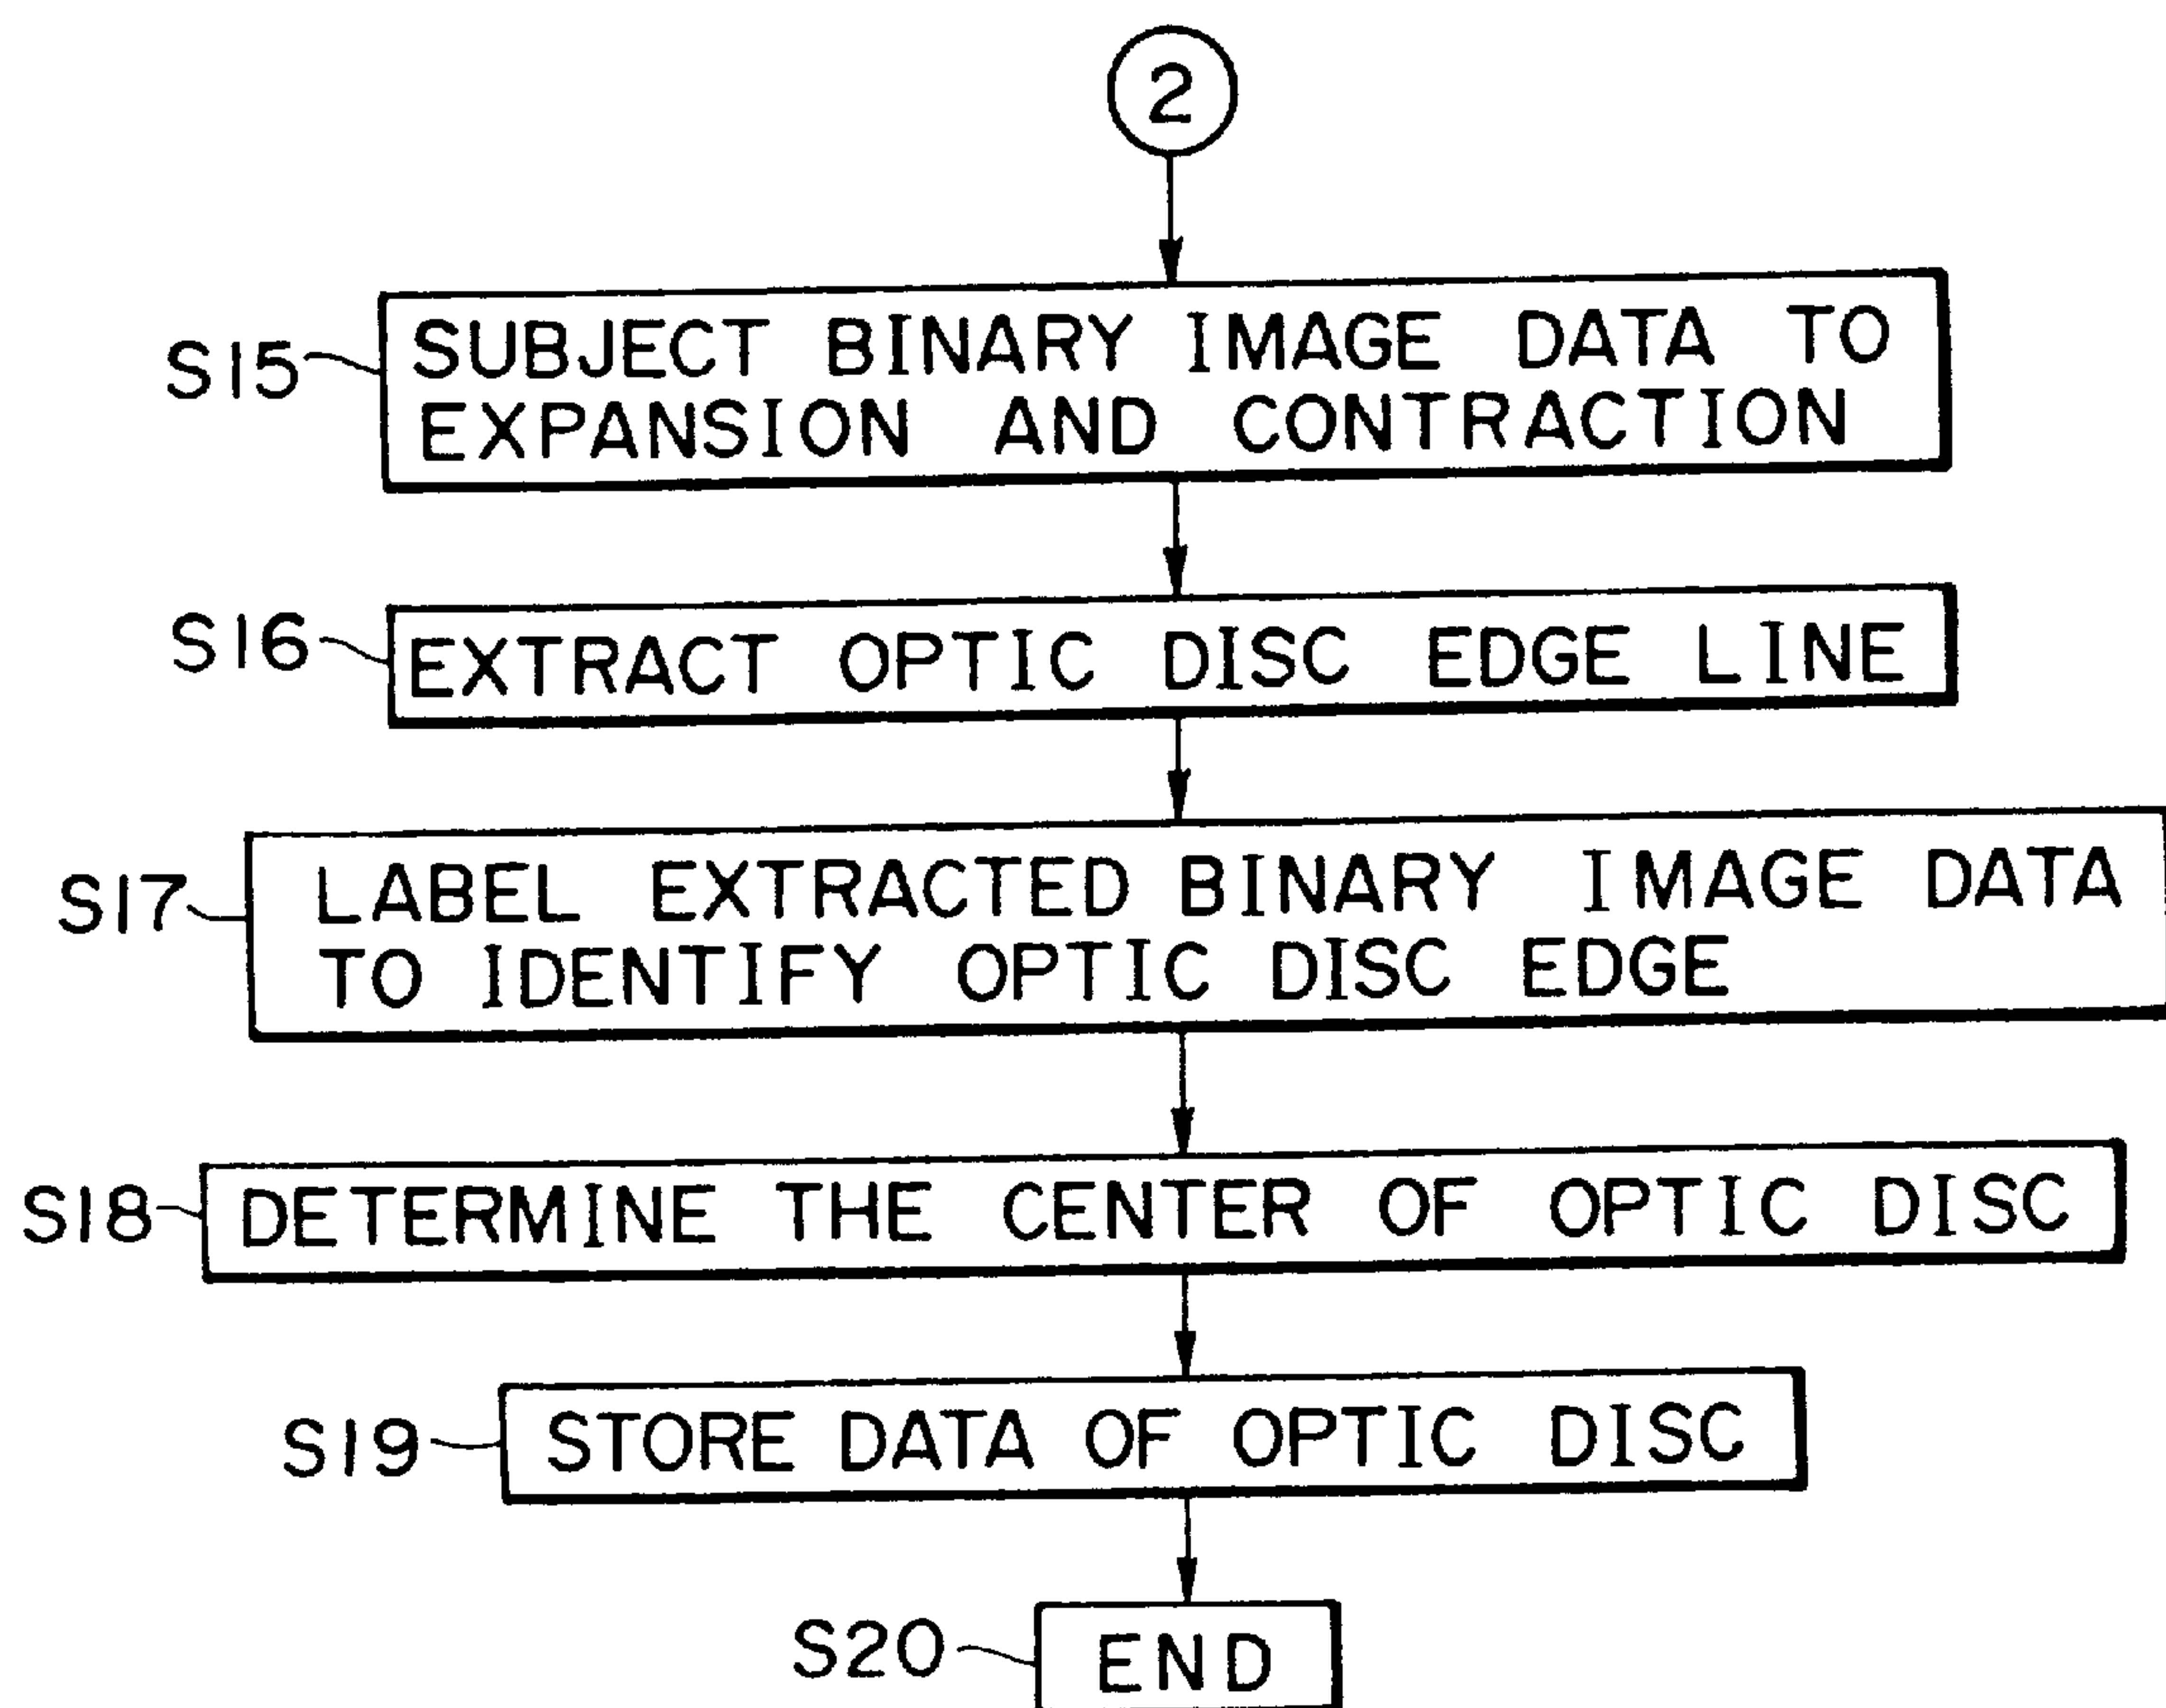 2
S15
SUBJECT BINARY IMAGE DATA TO
EXPANSION AND CONTRACTION
S16
EXTRACT OPTIC DISC EDGE LINE
S17
LABEL EXTRACTED BINARY IMAGE DATA
TO IDENTIFY OPTIC DISC EDGE
S18
DETERMINE THE CENTER OF OPTIC DISC
S19
STORE DATA OF OPTIC DISC
S20
END